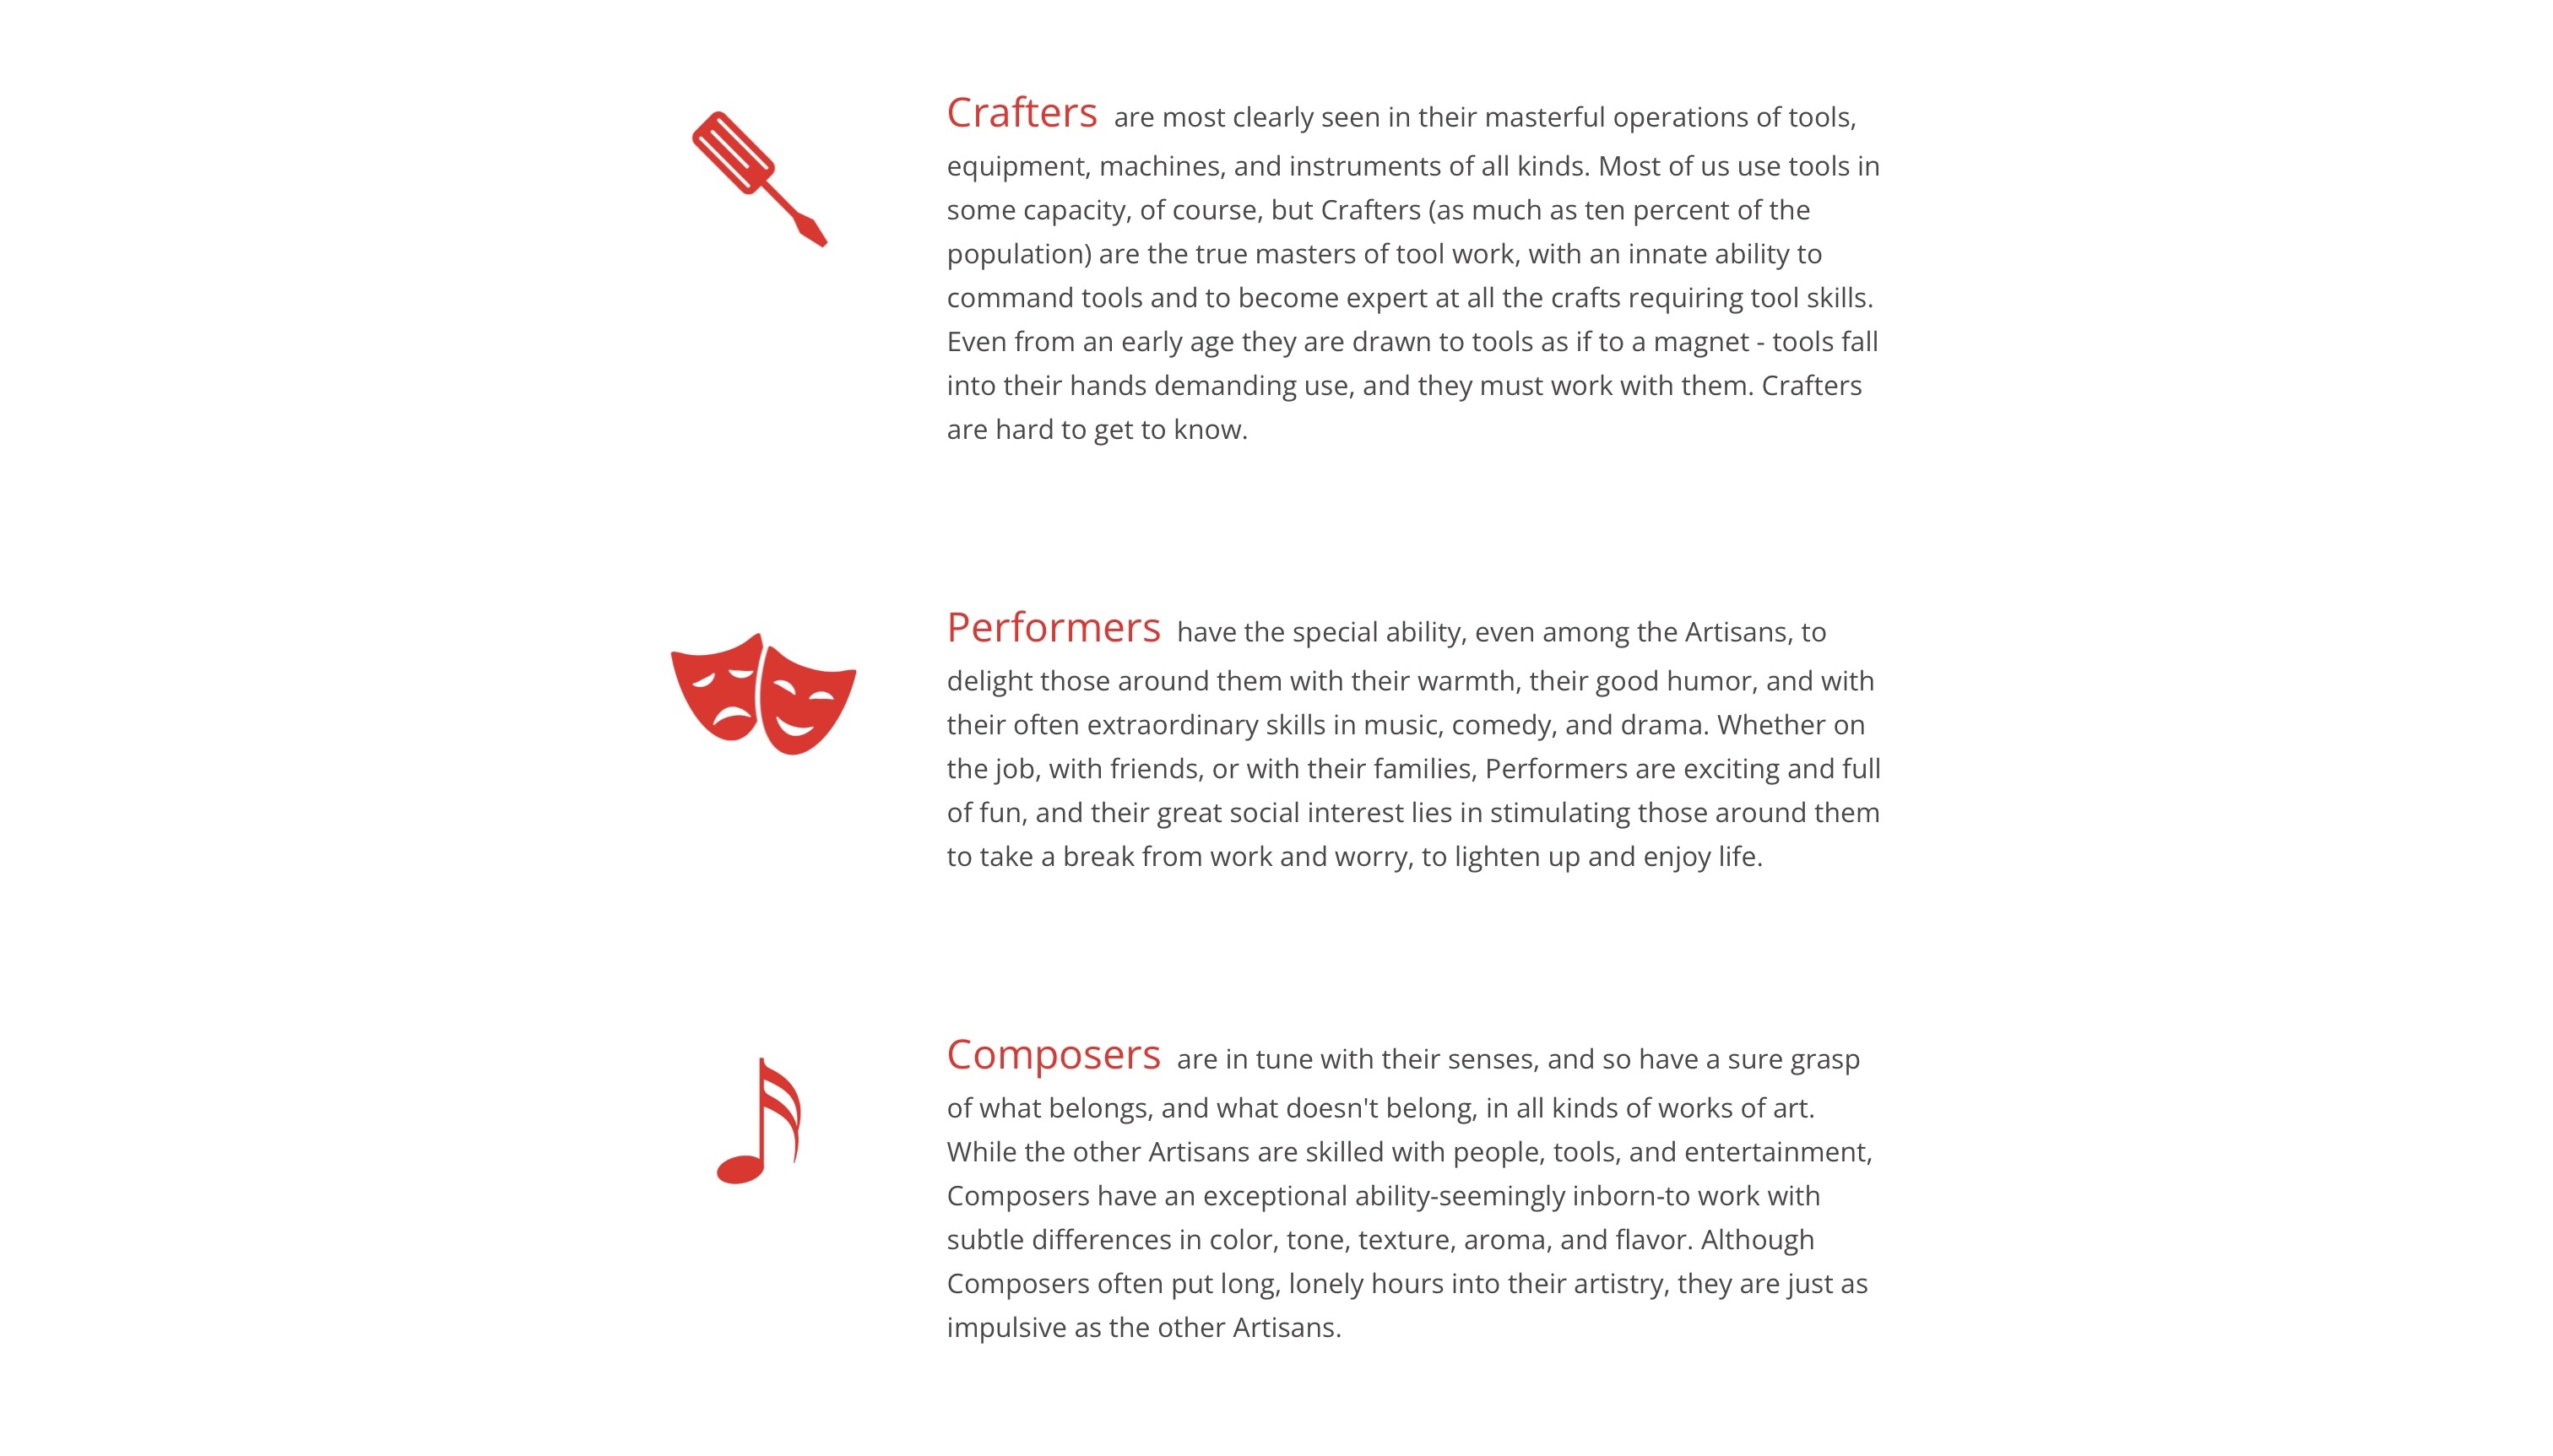 Crafters are most clearly seen in their masterful operations of tools,
equipment, machines, and instruments of all kinds. Most of us use tools in
some capacity, of course, but Crafters (as much as ten percent of the
population) are the true masters of tool work, with an innate ability to
command tools and to become expert at all the crafts requiring tool skills.
Even from an early age they are drawn to tools as if to a magnet - tools fall
into their hands demanding use, and they must work with them. Crafters
are hard to get to know.
Performers have the special ability, even among the Artisans, to
delight those around them with their warmth, their good humor, and with
their often extraordinary skills in music, comedy, and drama. Whether on
the job, with friends, or with their families, Performers are exciting and full
of fun, and their great social interest lies in stimulating those around them
to take a break from work and worry, to lighten up and enjoy life.
Composers are in tune with their senses, and so have a sure grasp
of what belongs, and what doesn't belong, in all kinds of works of art.
While the other Artisans are skilled with people, tools, and entertainment,
Composers have an exceptional ability-seemingly inborn-to work with
subtle differences in color, tone, texture, aroma, and flavor. Although
Composers often put long, lonely hours into their artistry, they are just as
impulsive as the other Artisans.